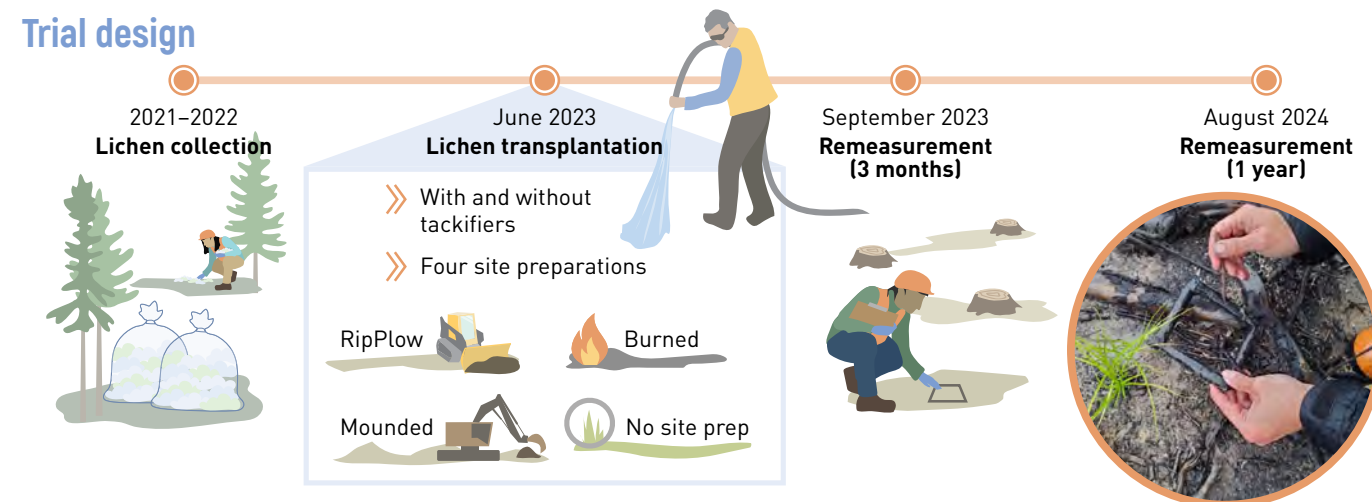 Trial design
2021–2022
Lichen collection
June 2023
Lichen transplantation
With and without
tackifiers
Four site preparations
RipPlow
Burned
Mounded
No site prep
September 2023
Remeasurement
(3 months)
August 2024
Remeasurement
(1 year)